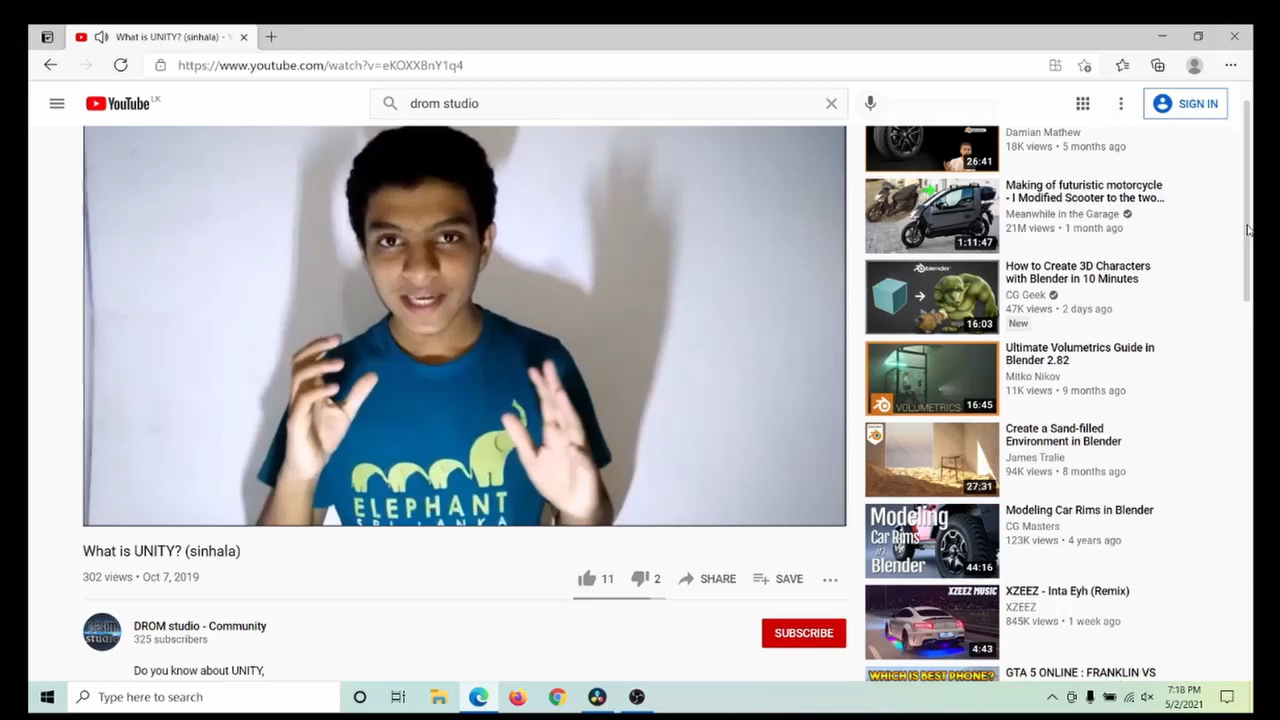 What is UNITY? (sinhala) - Y
https://www.youtube.com/watch?v=eKOXXBnY1q4
YouTube LK
drom studio
SIGN IN
ELEPHANT
SRI LANKA
What is UNITY? (sinhala)
302 views • Oct 7, 2019
11
2
SHARE
SAVE
DROM studio - Community
325 subscribers
SUBSCRIBE
Do you know about UNITY,
26:41
Damian Mathew
18K views • 5 months ago
1:11:47
Making of futuristic motorcycle
- I Modified Scooter to the two...
Meanwhile in the Garage
21M views • 1 month ago
blender
16:03
How to Create 3D Characters
with Blender in 10 Minutes
CG Geek
47K views • 2 days ago
New
VOLUMETRICS
16:45
Ultimate Volumetrics Guide in
Blender 2.82
Mitko Nikov
11K views • 9 months ago
27:31
Create a Sand-filled
Environment in Blender
James Tralie
94K views • 8 months ago
Modeling
Car Rims
in
Blender
44:16
Modeling Car Rims in Blender
CG Masters
123K views • 4 years ago
XZEEZ MUSIC
4:43
XZEEZ - Inta Eyh (Remix)
XZEEZ
845K views • 1 week ago
WHICH IS BEST PHONE?
GTA 5 ONLINE : FRANKLIN VS
Type here to search
7:18 PM
5/2/2021